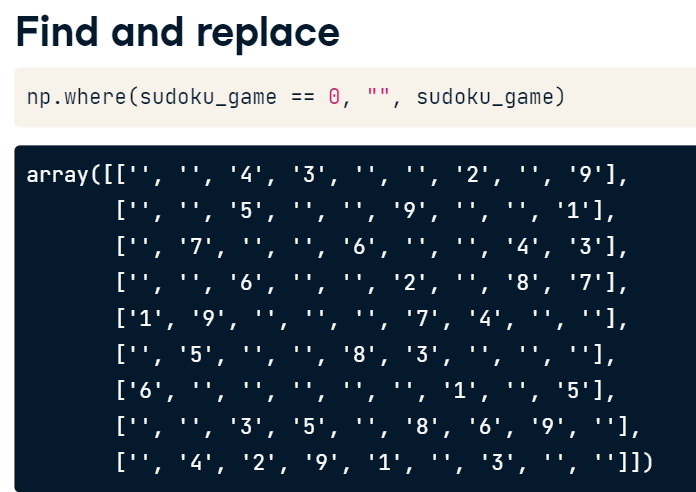 Find and replace
np.where(sudoku_game == 0, "", sudoku_game)
array([['', '', '4', '3', '', '', '2', '', '9'],
['', '', '5', '', '', '9', '', '', '1'],
['', '7', '', '', '6', '', '', '4', '3'],
['', '', '6', '', '', '2', '', '8', '7'],
['1', '9', '', '', '', '7', '4', '', ''],
['', '5', '', '', '8', '3', '', '', ''],
['6', '', '', '', '', '', '1', '', '5'],
['', '', '3', '5', '', '8', '6', '9', ''],
['', '4', '2', '9', '1', '', '3', '', '']])